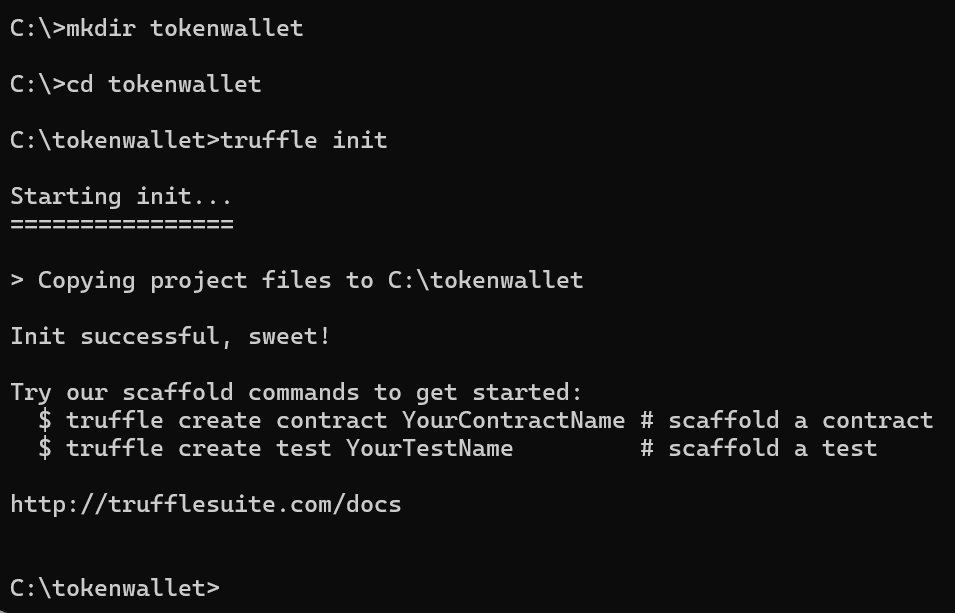 C:\>mkdir tokenwallet
C:\>cd tokenwallet
C:\tokenwallet>truffle init
Starting init...
================
> Copying project files to C:\tokenwallet
Init successful, sweet!
Try our scaffold commands to get started:
$ truffle create contract YourContractName # scaffold a contract
$ truffle create test YourTestName         # scaffold a test
http://trufflesuite.com/docs
C:\tokenwallet>